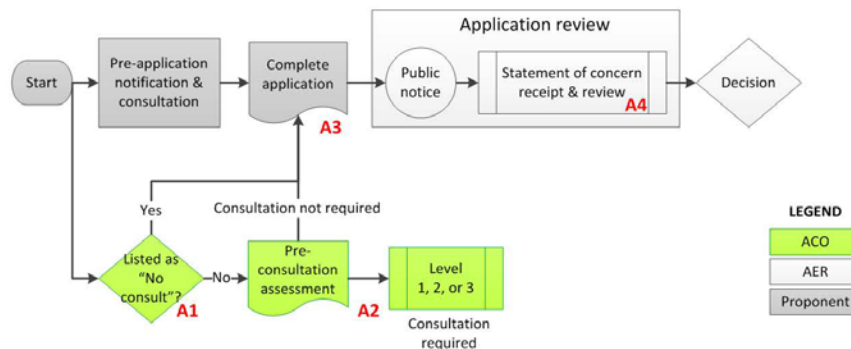 Application review
Start
Pre-application
notification &
consultation
Complete
application
A3
Public
notice
Statement of concern
receipt & review
A4
Decision
Yes
Consultation not required
Listed as
“No
consult”?
A1
No
Pre-
consultation
assessment
A2
Level
1, 2, or 3
Consultation
required
LEGEND
ACO
AER
Proponent